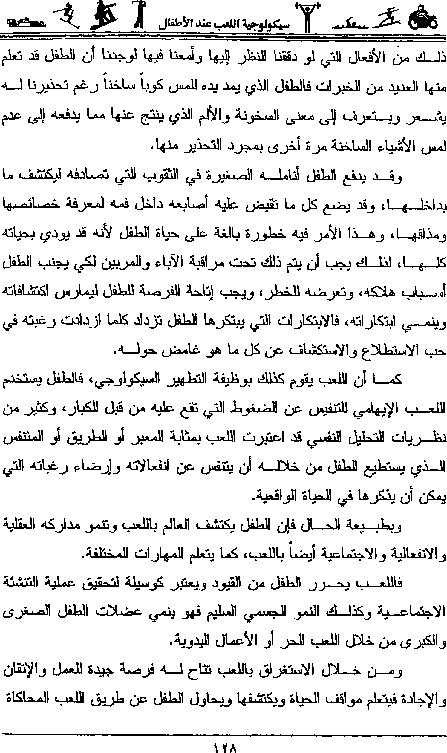 سيكولوجية اللعب عند الأطفال
ذلك من الأفعال التي لو دققنا للنظر إليها وأمعنا فيها لوجدنا أن الطفل قد تعلم
منها العديد من الخبرات فالطفل الذي يمد يده للمس كوباً ساخناً رغم تحذيرنا له
يشعر ويتعرف إلى معنى السخونة والألم الذي ينتج عنها مما يدفعه إلى عدم
لمس الأشياء الساخنة مرة أخرى بمجرد التحذير منها.
وقد يدفع الطفل أنامله الصغيرة في الثقوب التي تصادفه ليكتشف ما
بداخلها، وقد يضع كل ما تقبض عليه أصابعه داخل فمه لمعرفة خصائصها
ومذاقها، وهذا الأمر فيه خطورة بالغة على حياة الطفل لأنه قد يودي بحياته
كلها، لذلك يجب أن يتم ذلك تحت مراقبة الآباء والمربين لكي يجنب الطفل
أسباب هلاكه، وتعرضه للخطر، ويجب إتاحة الفرصة للطفل ليمارس اكتشافاته
وينمي ابتكاراته، فالابتكارات التي يبتكرها الطفل تزداد كلما ازدادت رغبته في
حب الاستطلاع والاستكشاف عن كل ما هو غامض حوله.
كما أن اللعب يقوم كذلك بوظيفة التطهير السيكولوجي، فالطفل يستخدم
اللعب الإيهامي للتنفيس عن الضغوط التي تقع عليه من قبل للكبار، وكثير من
نظريات التحليل النفسي قد اعتبرت اللعب بمثابة المعبر أو الطريق أو المتنفس
الذي يستطيع الطفل من خلاله أن يتنفس عن انفعالاته وإرضاء رغباته التي
يمكن أن ينكرها في الحياة الواقعية.
وبطبيعة الحال فإن الطفل يكتشف العالم باللعب وتنمو مداركه العقلية
والانفعالية والاجتماعية أيضاً باللعب، كما يتعلم المهارات المختلفة.
فاللعب يحرر الطفل من القيود ويعتبر كوسيلة لتحقيق عملية التنشئة
الاجتماعية وكذلك النمو الجسمي السليم فهو ينمي عضلات الطفل الصغرى
والكبرى من خلال اللعب الحر أو الأعمال اليدوية.
ومن خلال الاستغراق باللعب تتاح له فرصة جيدة للعمل والإتقان
والإجادة فيتعلم مواقف الحياة ويكتشفها ويحاول الطفل عن طريق اللعب المحاكاة
١٢٨